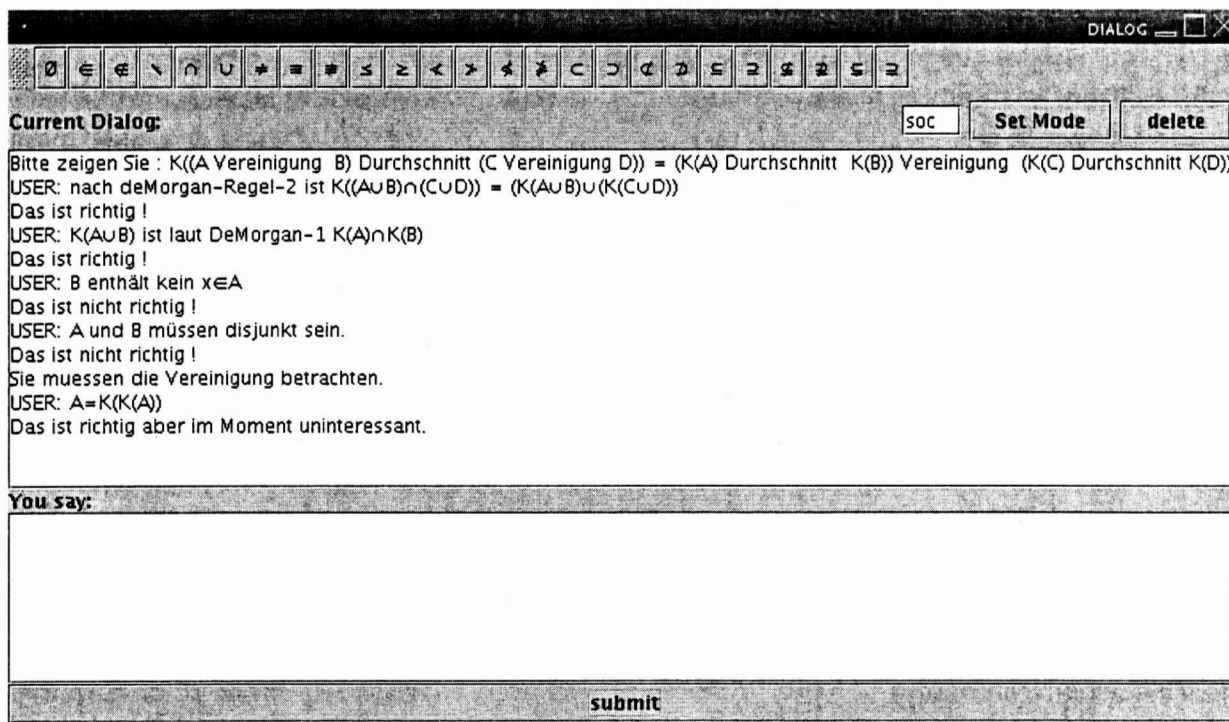 DIALOG
Ø ∈ ∉ \ ∩ ∪ ≠ ≡ ≢ ≤ ≥ ≮ ≯ ≰ ≱ ⊂ ⊃ ⊄ ⊅ ⊆ ⊇ ⊈ ⊉ ⊊ ⊋
Current Dialog: soc Set Mode delete
Bitte zeigen Sie : K((A Vereinigung B) Durchschnitt (C Vereinigung D)) = (K(A) Durchschnitt K(B)) Vereinigung (K(C) Durchschnitt K(D))
USER: nach deMorgan-Regel-2 ist K((A∪B)∩(C∪D)) = (K(A∪B)∪(K(C∪D))
Das ist richtig !
USER: K(A∪B) ist laut DeMorgan-1 K(A)∩K(B)
Das ist richtig !
USER: B enthält kein x∈A
Das ist nicht richtig !
USER: A und B müssen disjunkt sein.
Das ist nicht richtig !
Sie muessen die Vereinigung betrachten.
USER: A=K(K(A))
Das ist richtig aber im Moment uninteressant.
You say:
submit